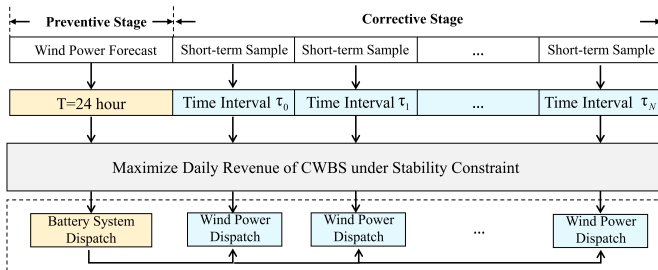 Preventive Stage
Corrective Stage
Wind Power Forecast
Short-term Sample
Short-term Sample
...
Short-term Sample
T=24 hour
Time Interval τ₀
Time Interval τ₁
...
Time Interval τ_N
Maximize Daily Revenue of CWBS under Stability Constraint
Battery System
Dispatch
Wind Power
Dispatch
Wind Power
Dispatch
...
Wind Power
Dispatch